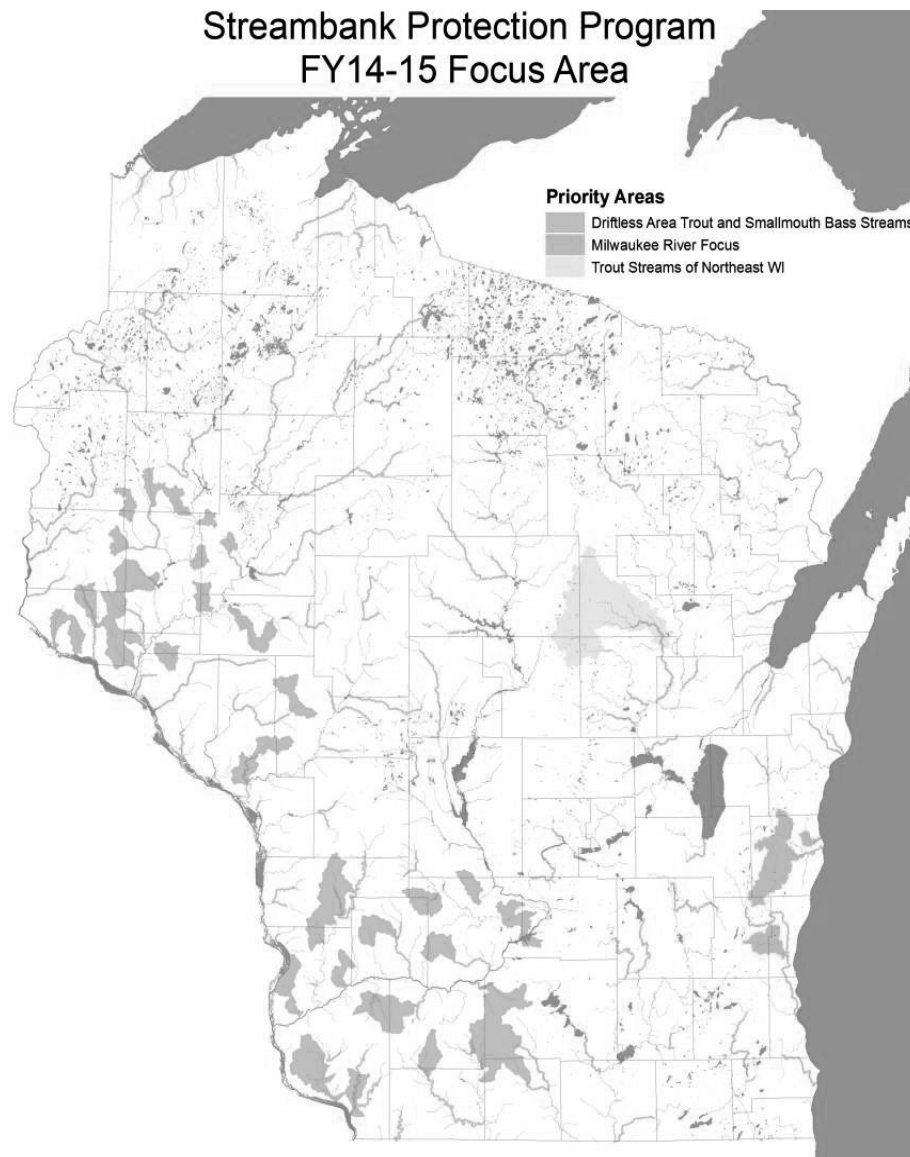 Streambank Protection Program
FY14-15 Focus Area
Priority Areas
Driftless Area Trout and Smallmouth Bass Streams
Milwaukee River Focus
Trout Streams of Northeast WI